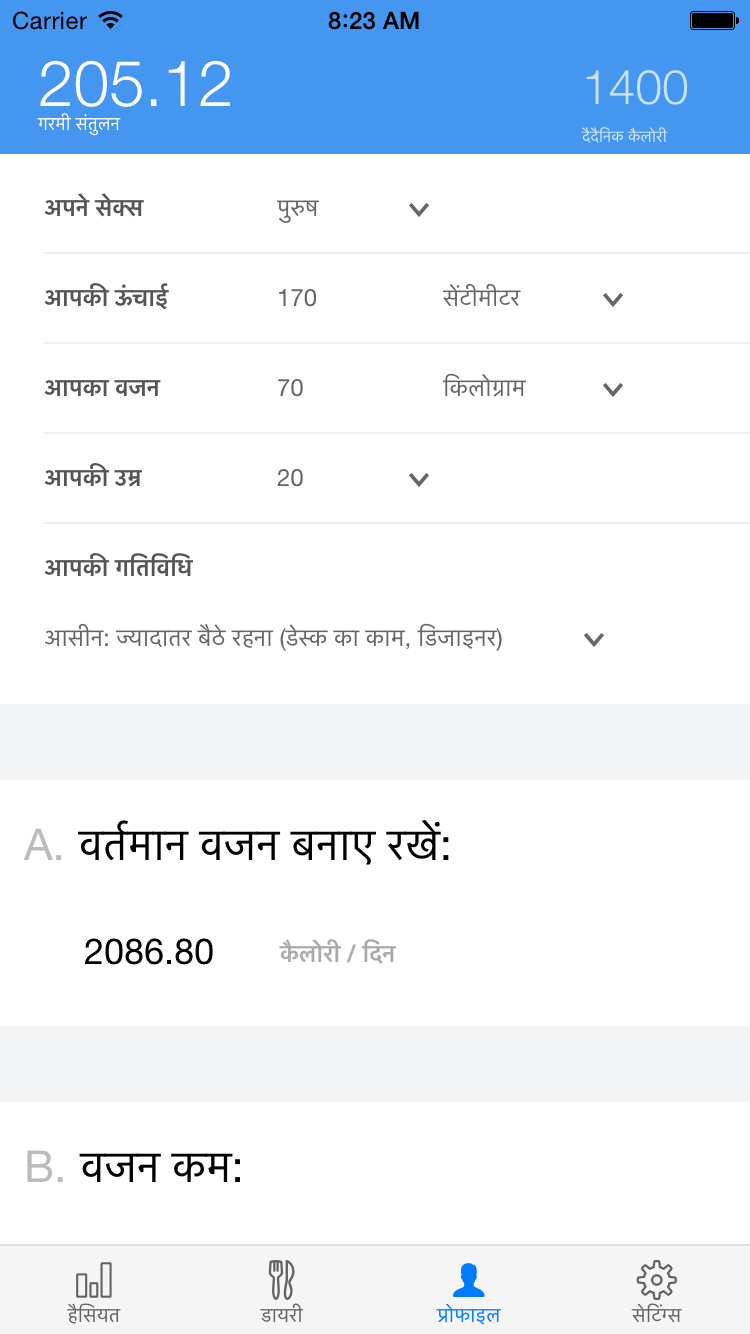 Carrier 8:23 AM
205.12 1400
गरमी संतुलन दैदैनिक कैलोरी
अपने सेक्स पुरुष
आपकी ऊंचाई 170 सेंटीमीटर
आपका वजन 70 किलोग्राम
आपकी उम्र 20
आपकी गतिविधि
आसीन: ज्यादातर बैठे रहना (डेस्क का काम, डिजाइनर)
A. वर्तमान वजन बनाए रखें:
2086.80 कैलोरी / दिन
B. वजन कम:
हैसियत डायरी प्रोफाइल सेटिंग्स